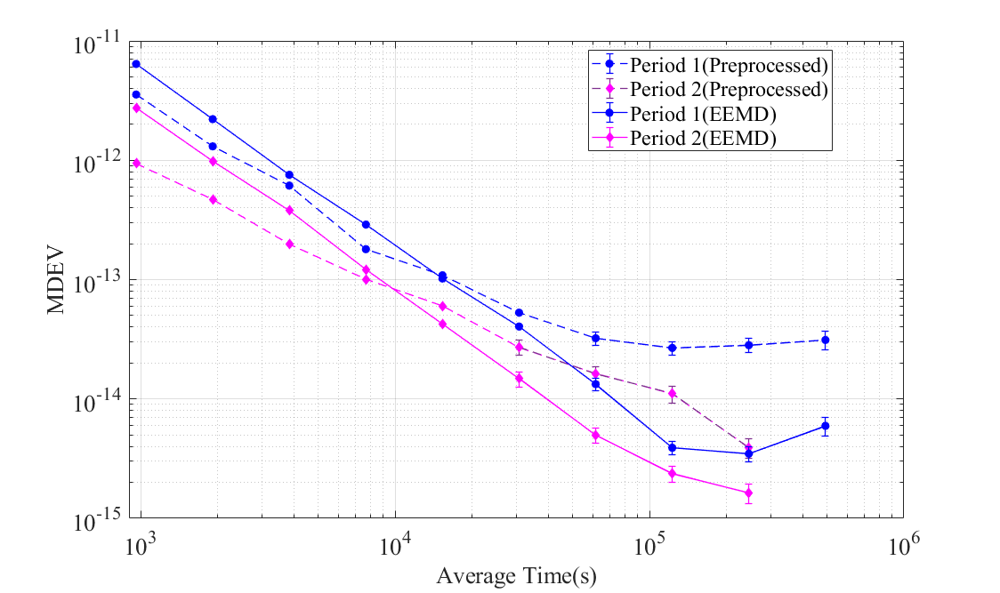 10^-11
10^-12
10^-13
10^-14
10^-15
MDEV
Period 1(Preprocessed)
Period 2(Preprocessed)
Period 1(EEMD)
Period 2(EEMD)
10^3
10^4
10^5
10^6
Average Time(s)